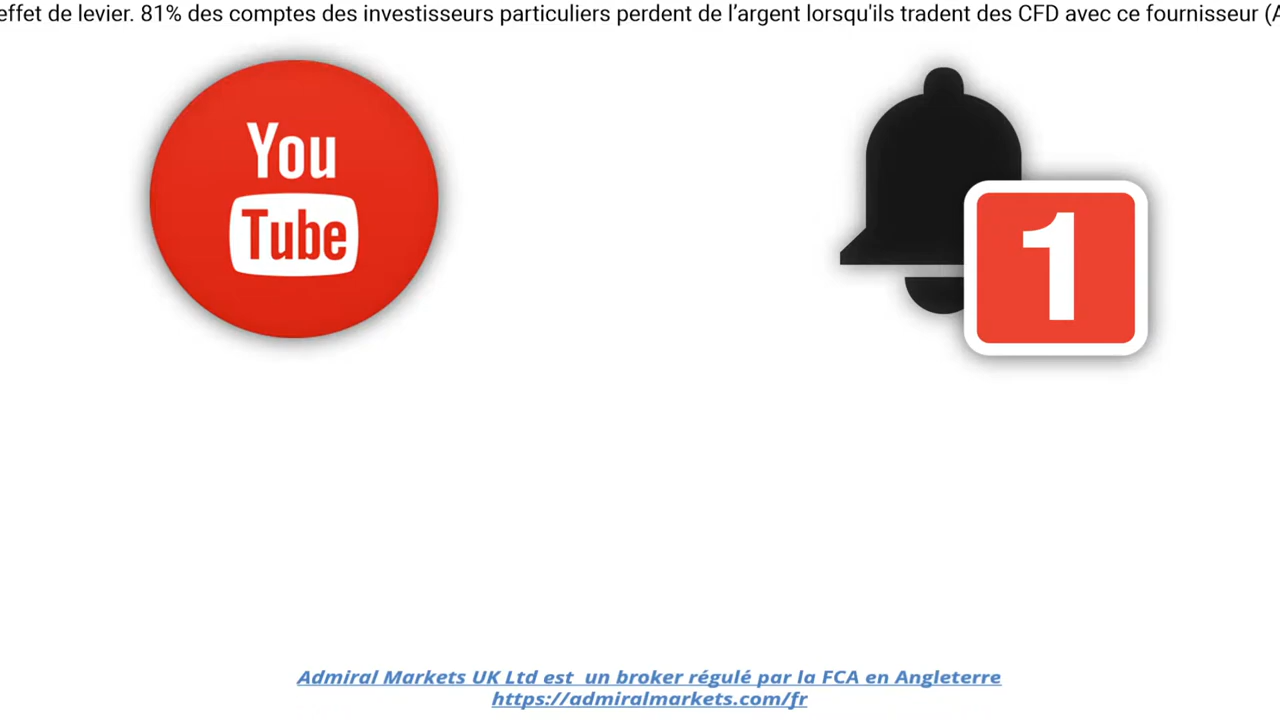 effet de levier. 81% des comptes des investisseurs particuliers perdent de l’argent lorsqu'ils tradent des CFD avec ce fournisseur (A
You
Tube
1
Admiral Markets UK Ltd est  un broker régulé par la FCA en Angleterre
https://admiralmarkets.com/fr